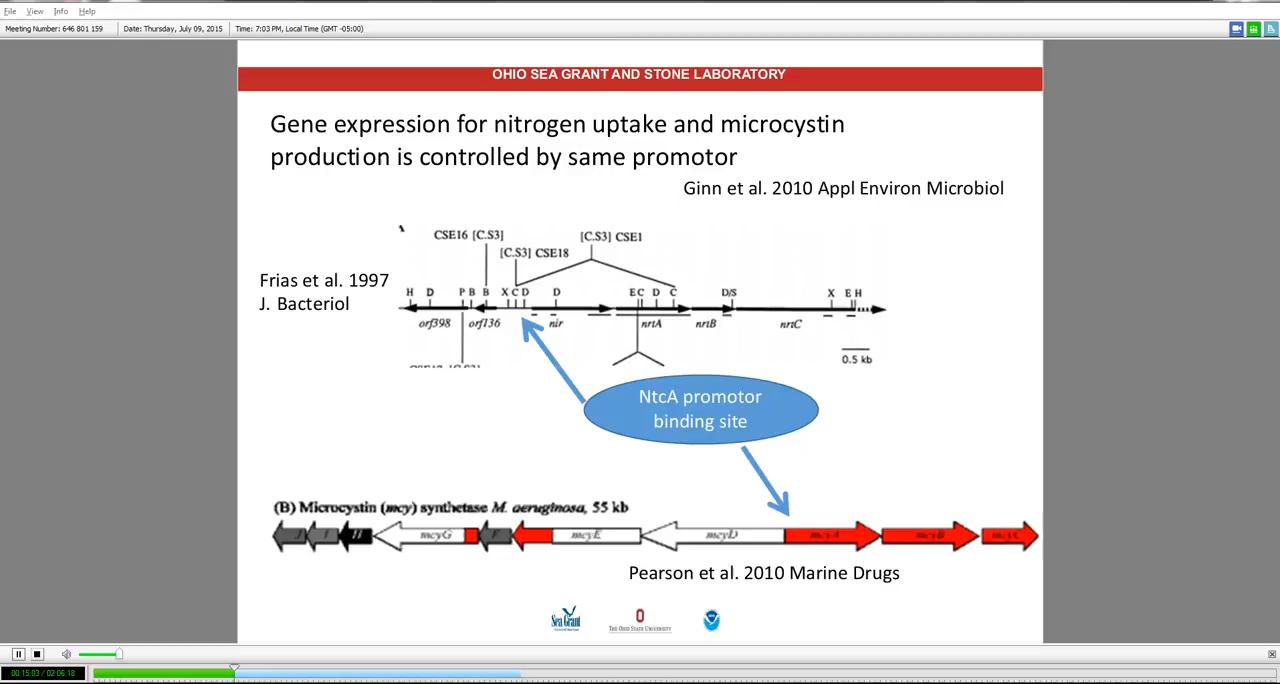 File View Info Help
Meeting Number: 646 801 159 Date: Thursday, July 09, 2015 Time: 7:03 PM, Local Time (GMT -05:00)
OHIO SEA GRANT AND STONE LABORATORY
Gene expression for nitrogen uptake and microcystin
production is controlled by same promotor
Ginn et al. 2010 Appl Environ Microbiol
CSE16 [C.S3] [C.S3] CSE1
[C.S3] CSE18
Frias et al. 1997
J. Bacteriol
H D P B B X C D D E C D C D/S X E H
orf398 orf136 nir nrtA nrtB nrtC
0.5 kb
NtcA promotor
binding site
(B) Microcystin (mcy) synthetase M. aeruginosa, 55 kb
J I H mcyG F mcyE mcyD mcyA mcyB mcyC
Pearson et al. 2010 Marine Drugs
Sea Grant
THE OHIO STATE UNIVERSITY
00:15:03 / 02:06:18